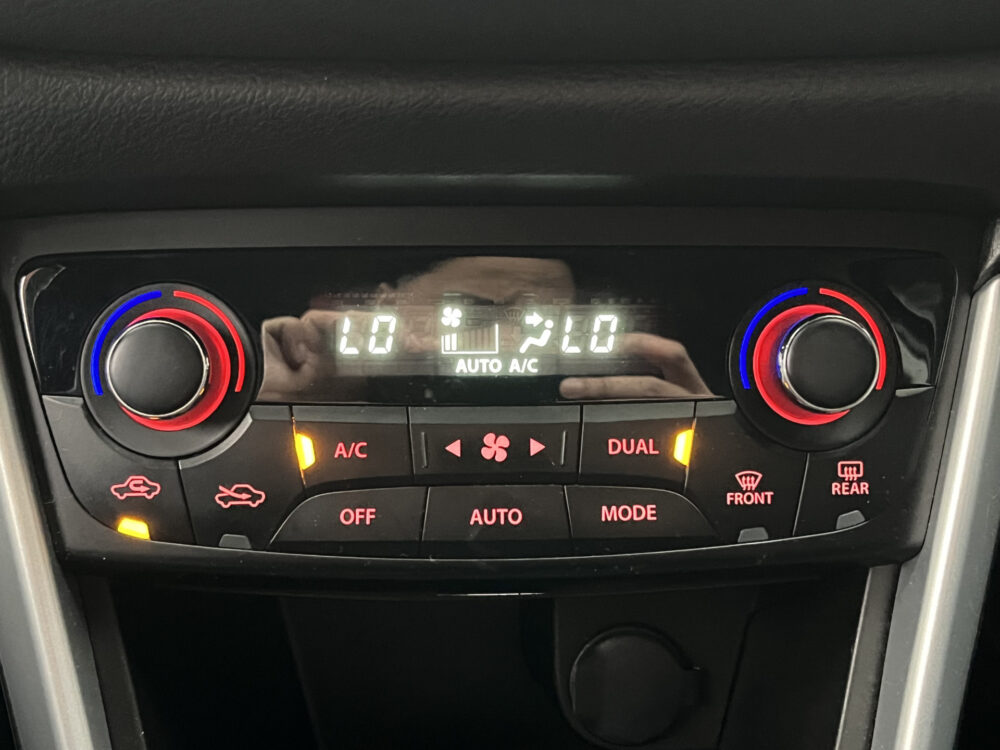 LO LO
AUTO A/C
A/C
DUAL
FRONT
REAR
OFF
AUTO
MODE